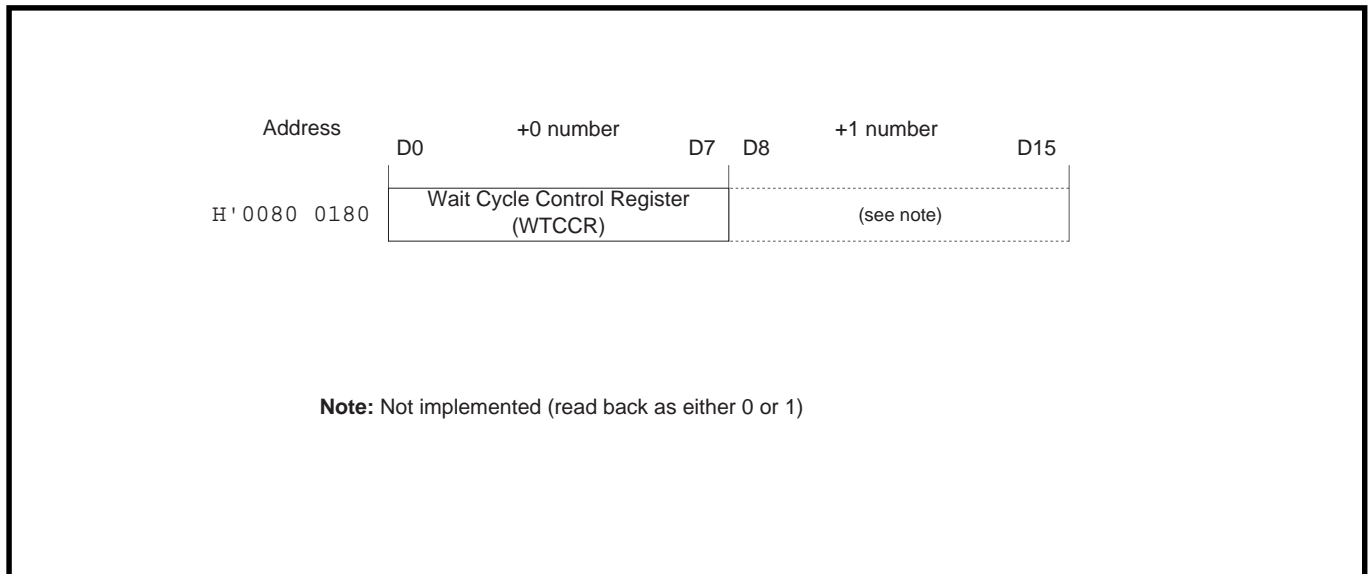 Address +0 number +1 number
D0 D7 D8 D15
H'0080 0180 Wait Cycle Control Register
(WTCCR) (see note)
Note: Not implemented (read back as either 0 or 1)